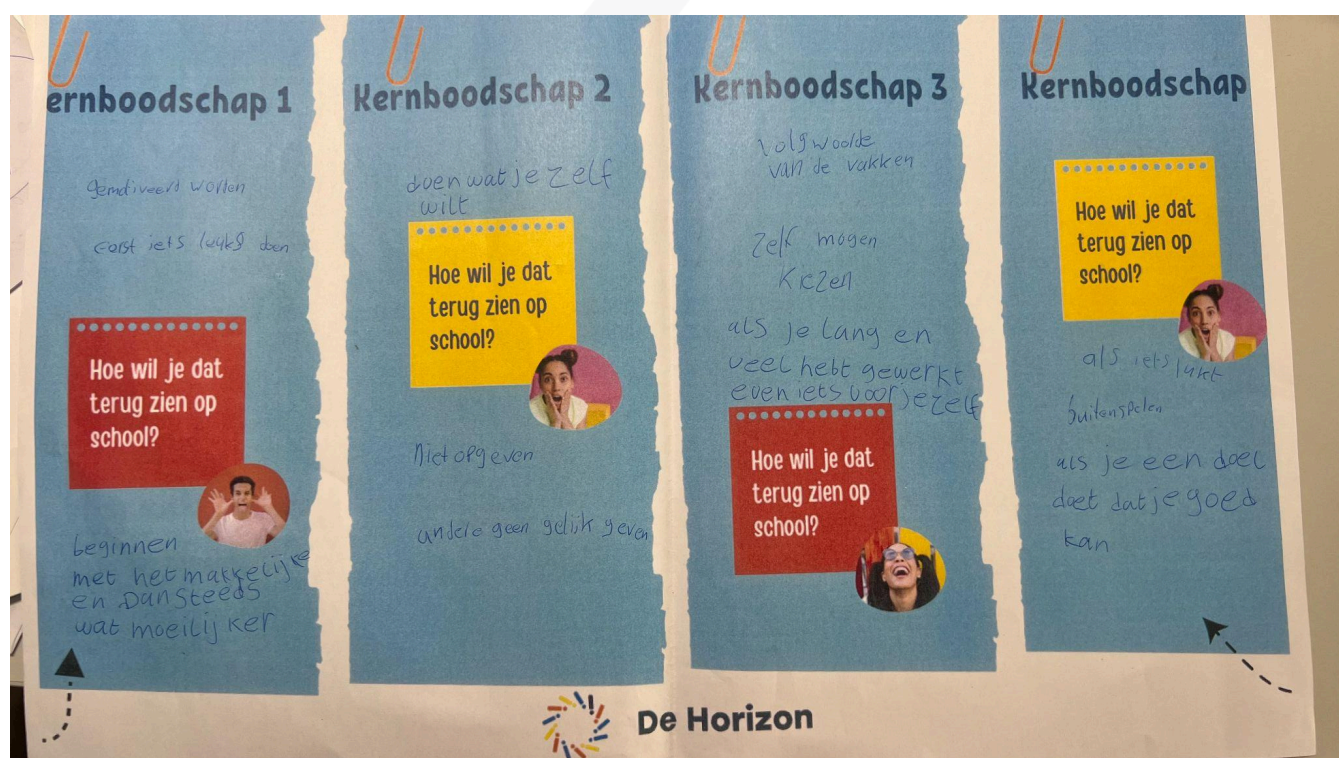 ernboodschap 1
gemdiveerd worden
eerst iets leuks doen
Hoe wil je dat
terug zien op
school?
beginnen
met het makkelijke
en Dan Steeds
wat moeilijker
Kernboodschap 2
doen wat je zelf
wilt
Hoe wil je dat
terug zien op
school?
Niet opgeven
andere geen gelijk geven
Kernboodschap 3
volgwoorde
van de vakken
Zelf mogen
Kiezen
als je lang en
veel hebt gewerkt
even iets voor jezelf
Hoe wil je dat
terug zien op
school?
Kernboodschap
Hoe wil je dat
terug zien op
school?
als iets lukt
buitenspelen
als je een doel
doet dat je goed
kan
De Horizon